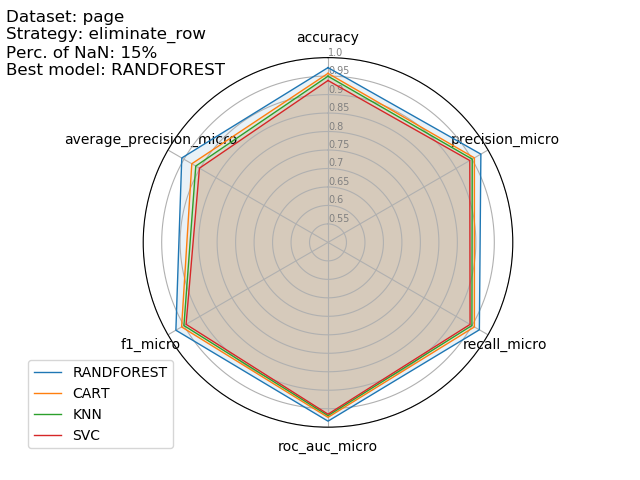 Dataset: page
Strategy: eliminate_row
Perc. of NaN: 15%
Best model: RANDFOREST
accuracy
1.0
0.95
0.9
0.85
0.8
0.75
0.7
0.65
0.6
0.55
average_precision_micro
precision_micro
f1_micro
recall_micro
roc_auc_micro
RANDFOREST
CART
KNN
SVC